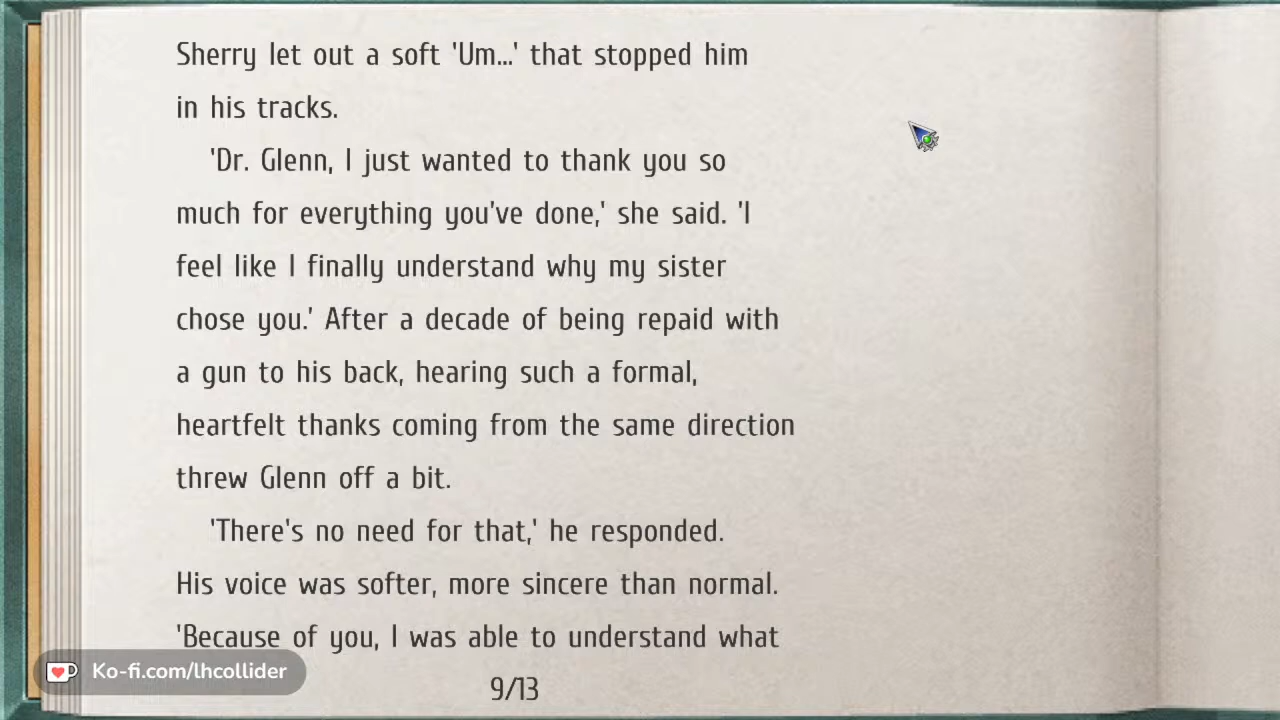 Sherry let out a soft 'Um...' that stopped him
in his tracks.
'Dr. Glenn, I just wanted to thank you so
much for everything you've done,' she said. 'I
feel like I finally understand why my sister
chose you.' After a decade of being repaid with
a gun to his back, hearing such a formal,
heartfelt thanks coming from the same direction
threw Glenn off a bit.
'There's no need for that,' he responded.
His voice was softer, more sincere than normal.
'Because of you, I was able to understand what
Ko-fi.com/lhcollider
9/13